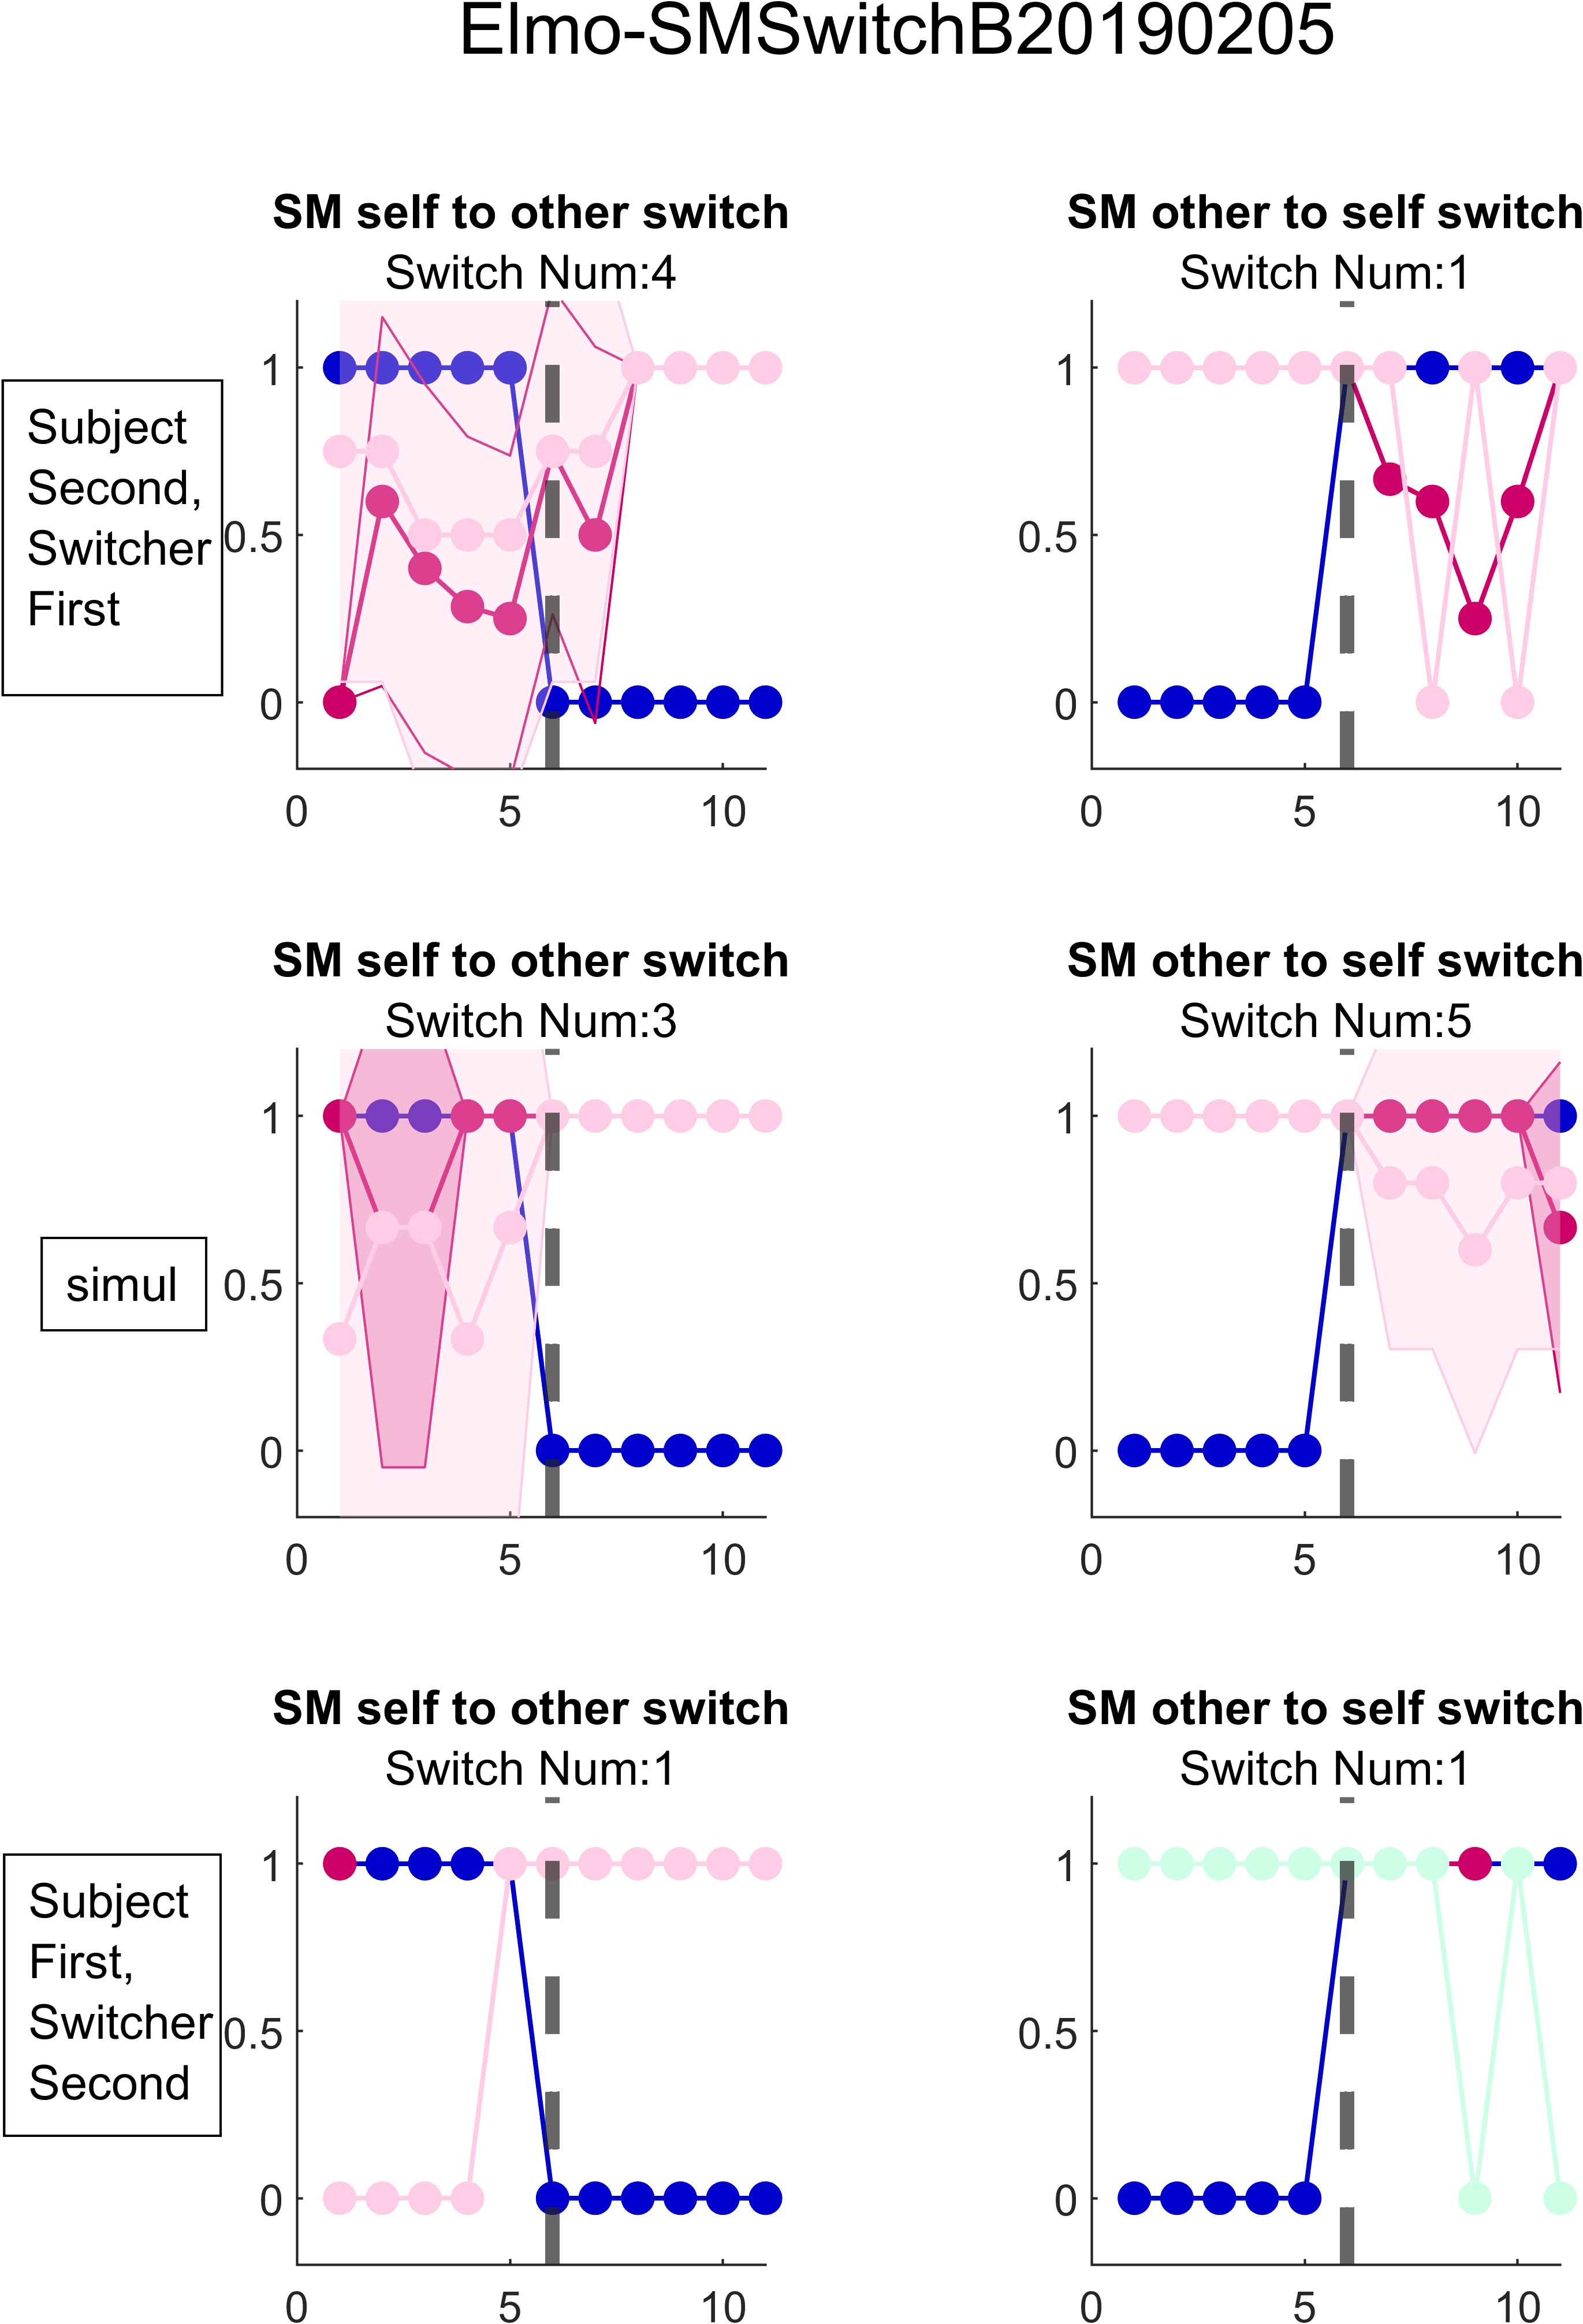 Elmo-SMSwitchB20190205
SM self to other switch
Switch Num:4
SM other to self switch
Switch Num:1
Subject
Second,
Switcher
First
1
0.5
0
0
5
10
1
0.5
0
0
5
10
SM self to other switch
Switch Num:3
SM other to self switch
Switch Num:5
simul
1
0.5
0
0
5
10
1
0.5
0
0
5
10
SM self to other switch
Switch Num:1
SM other to self switch
Switch Num:1
Subject
First,
Switcher
Second
1
0.5
0
0
5
10
1
0.5
0
0
5
10